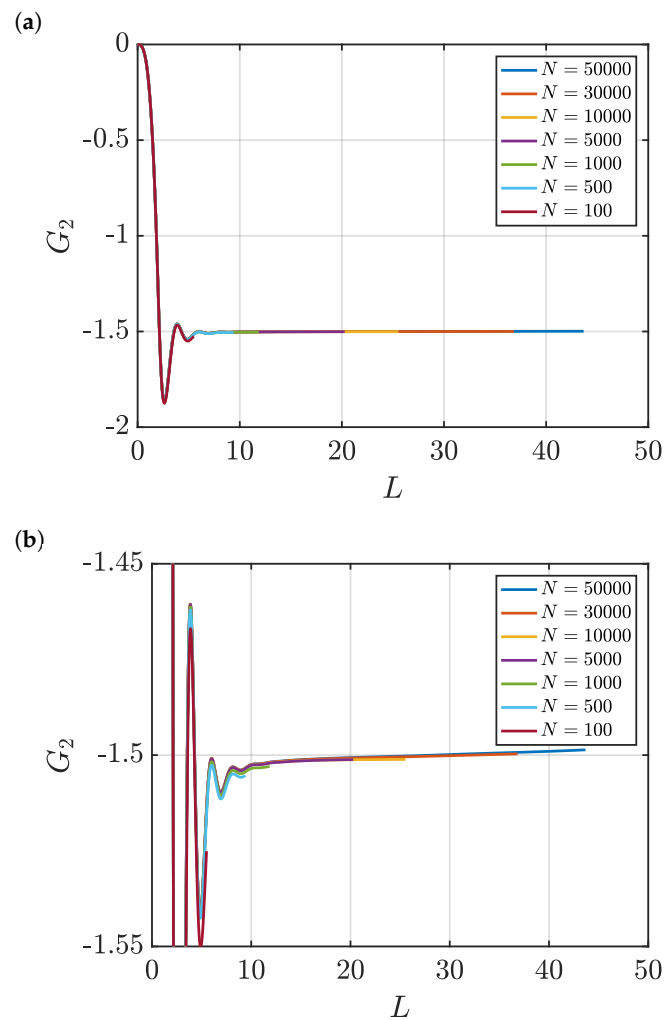 (a)
0
-0.5
-1
-1.5
-2
G₂
0 10 20 30 40 50
L
N = 50000
N = 30000
N = 10000
N = 5000
N = 1000
N = 500
N = 100
(b)
-1.45
-1.5
-1.55
G₂
0 10 20 30 40 50
L
N = 50000
N = 30000
N = 10000
N = 5000
N = 1000
N = 500
N = 100